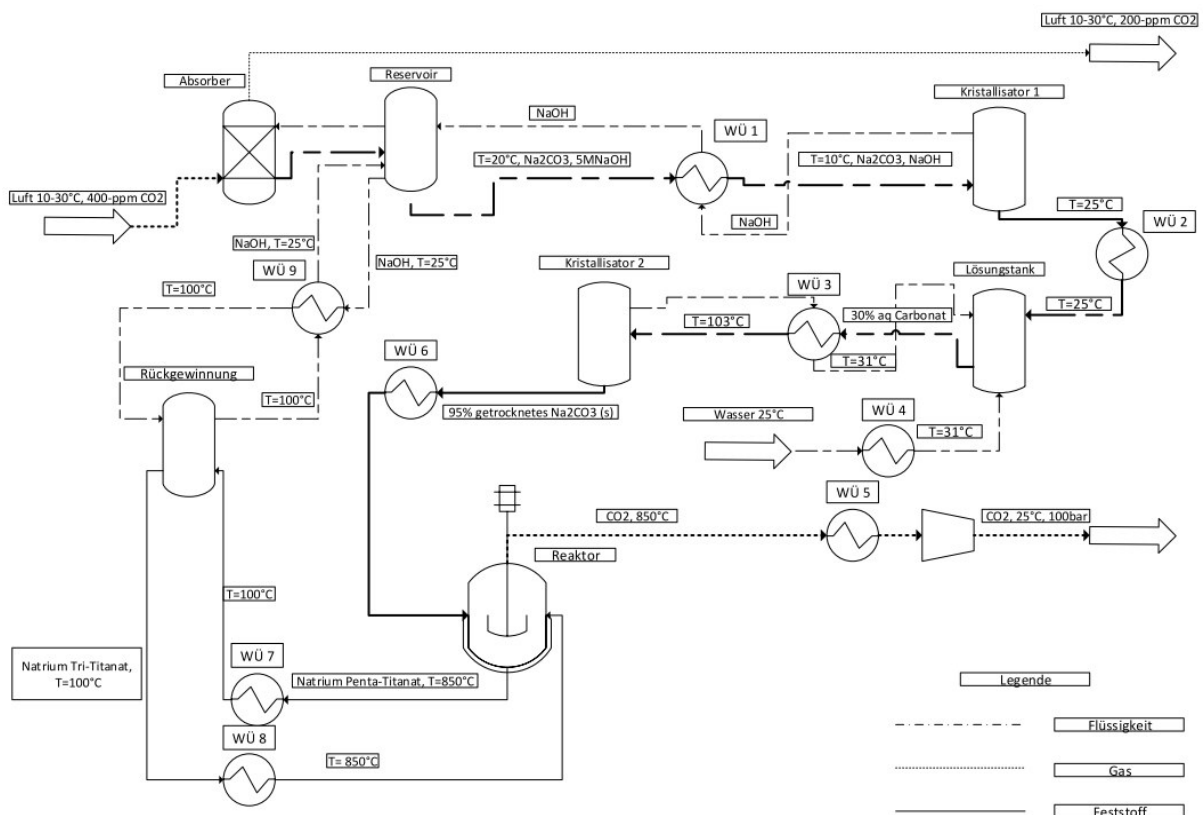 Luft 10-30°C, 200-ppm CO2
Absorber
Reservoir
Kristallisator 1
NaOH
WÜ 1
T=20°C, Na2CO3, 5MNaOH
T=10°C, Na2CO3, NaOH
Luft 10-30°C, 400-ppm CO2
NaOH
T=25°C
WÜ 2
NaOH, T=25°C
NaOH, T=25°C
WÜ 9
Kristallisator 2
Lösungstank
T=100°C
WÜ 3
T=25°C
30% aq Carbonat
T=103°C
WÜ 6
T=31°C
Rückgewinnung
T=100°C
95% getrocknetes Na2CO3 (s)
Wasser 25°C
WÜ 4
T=31°C
WÜ 5
CO2, 850°C
CO2, 25°C, 100bar
Reaktor
T=100°C
Natrium Tri-Titanat,
T=100°C
WÜ 7
Natrium Penta-Titanat, T=850°C
Legende
WÜ 8
Flüssigkeit
T= 850°C
Gas
Feststoff